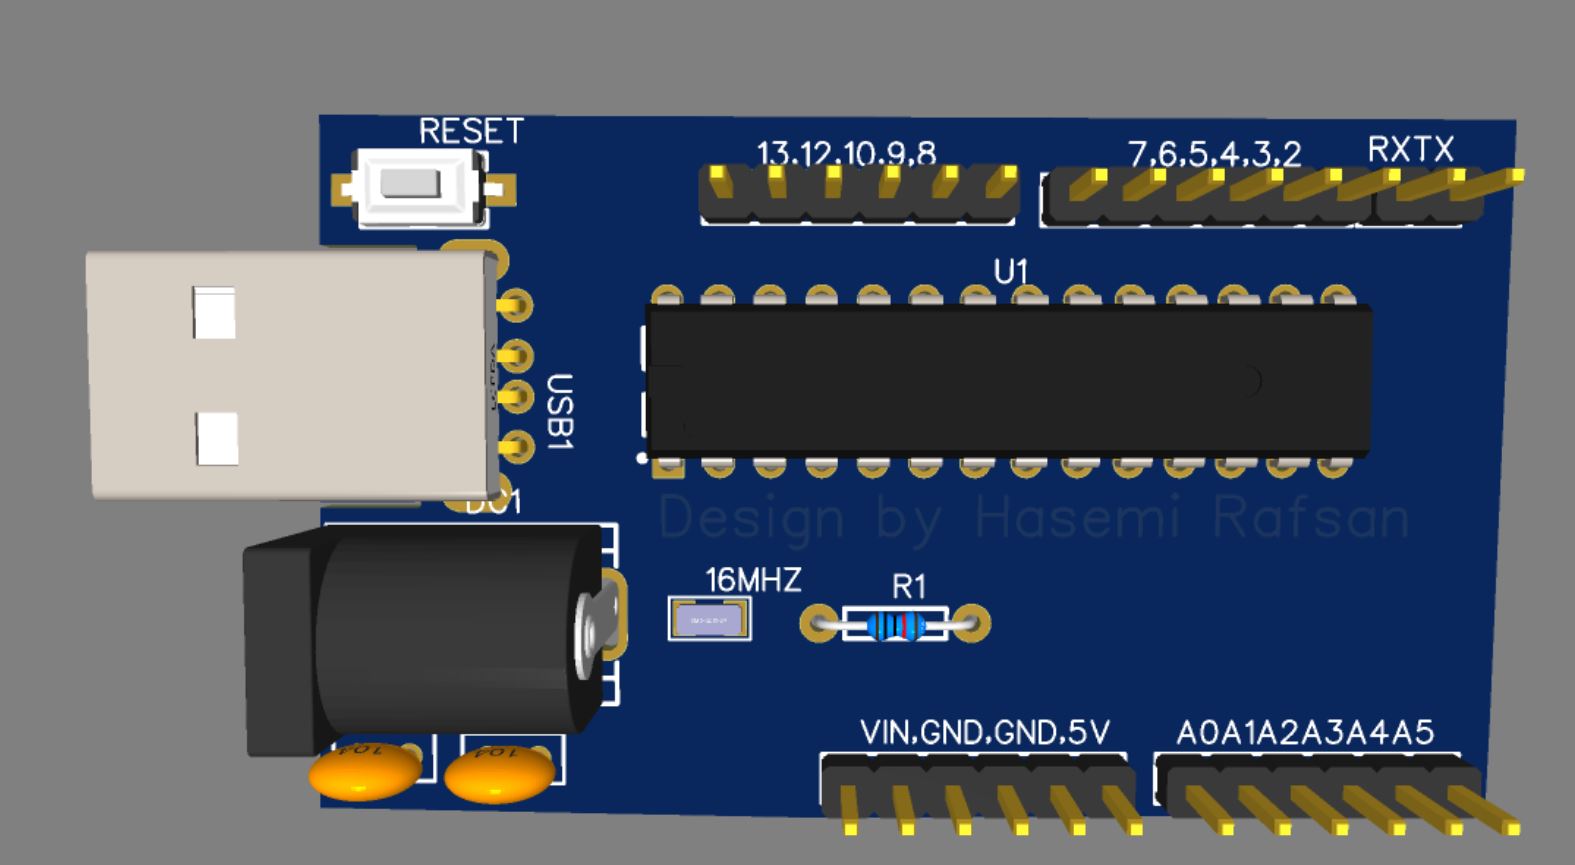 RESET
13,12,10,9,8
7,6,5,4,3,2
RXTX
U1
USB1
DC1
Design by Hasemi Rafsan
16MHZ
R1
VIN,GND,GND,5V
A0A1A2A3A4A5
104
104